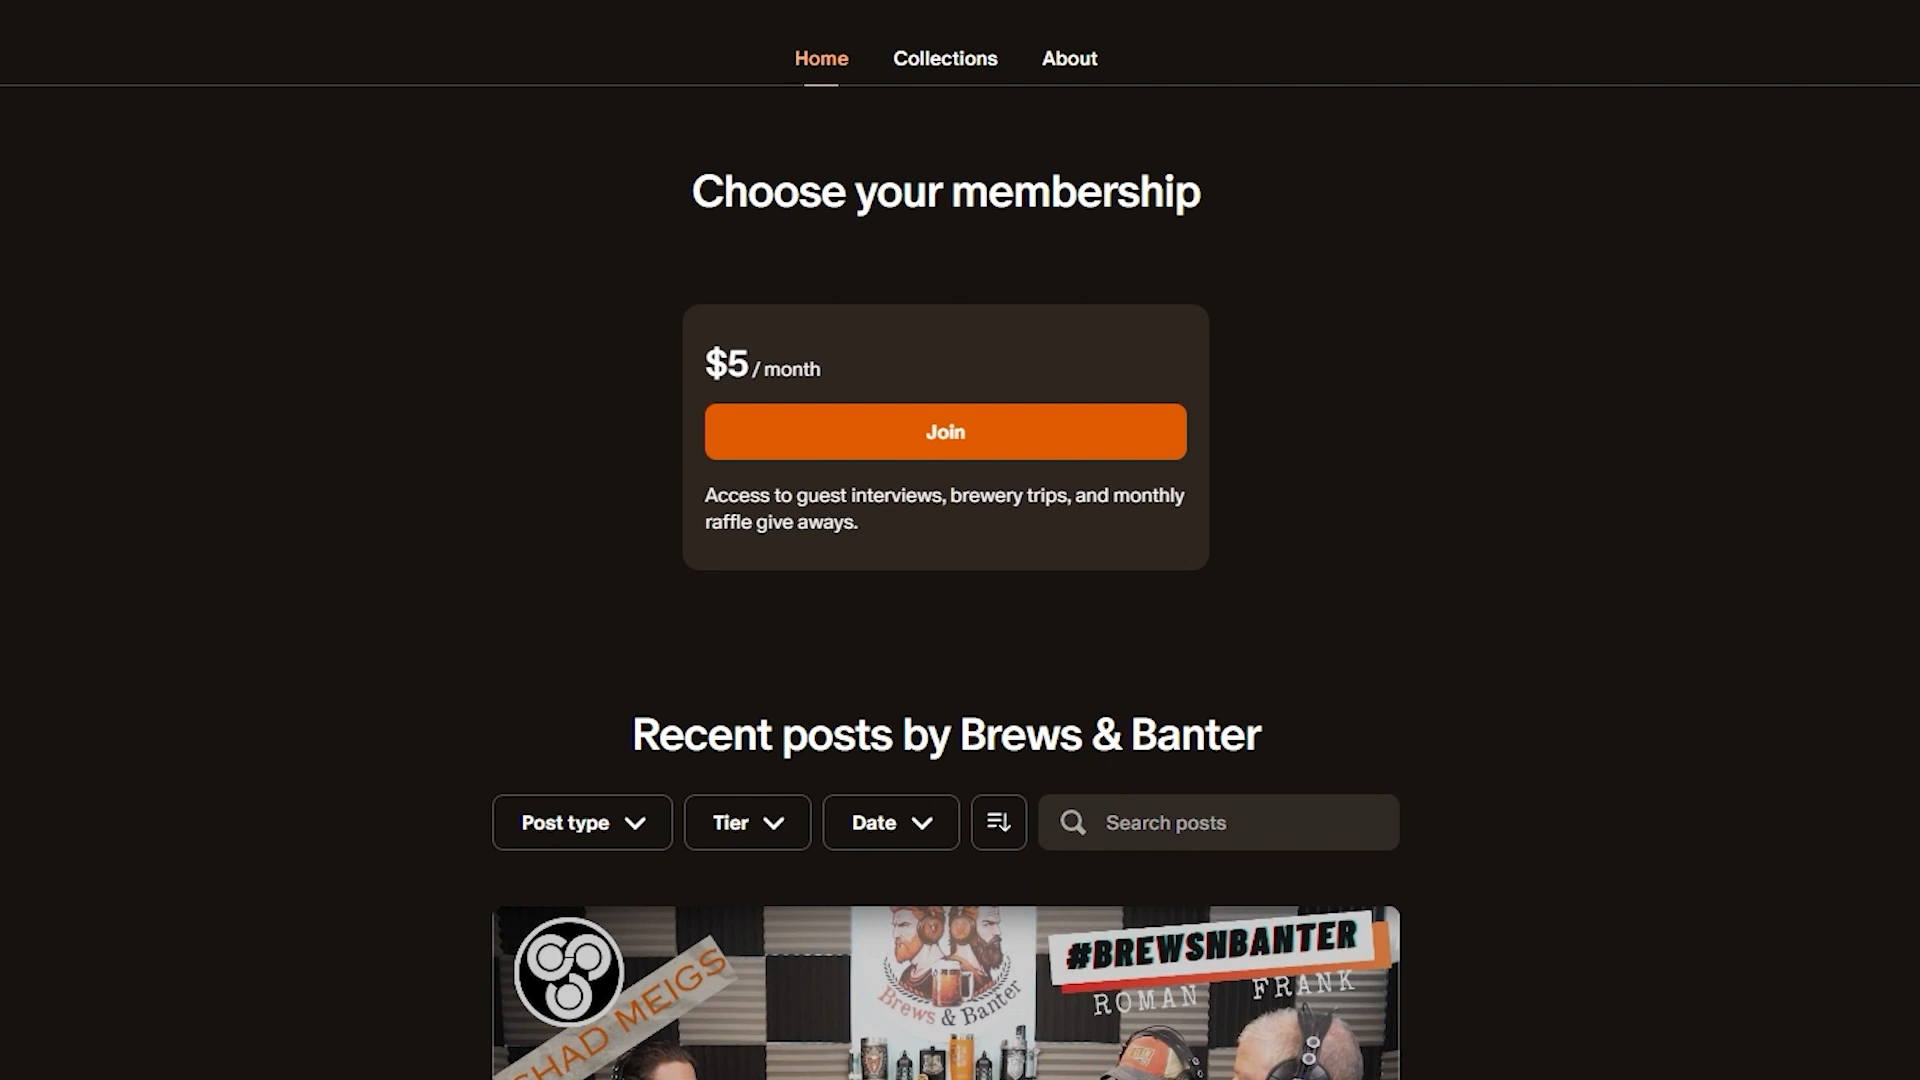 Home Collections About
Choose your membership
$5 / month
Join
Access to guest interviews, brewery trips, and monthly
raffle give aways.
Recent posts by Brews & Banter
Post type Tier Date Search posts
#BREWSNBANTER
ROMAN FRANK
Brews & Banter
CHAD MEIGS